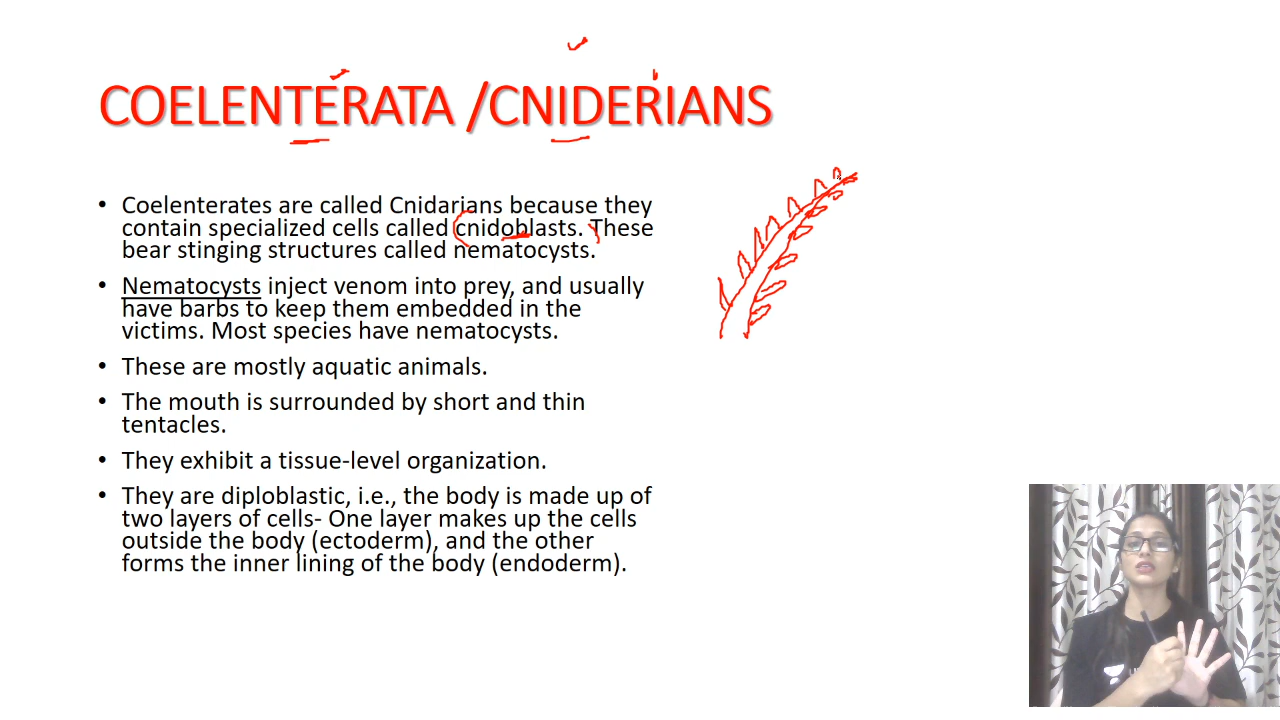 COELENTERATA /CNIDERIANS
• Coelenterates are called Cnidarians because they
contain specialized cells called cnidoblasts. These
bear stinging structures called nematocysts.
• Nematocysts inject venom into prey, and usually
have barbs to keep them embedded in the
victims. Most species have nematocysts.
• These are mostly aquatic animals.
• The mouth is surrounded by short and thin
tentacles.
• They exhibit a tissue-level organization.
• They are diploblastic, i.e., the body is made up of
two layers of cells- One layer makes up the cells
outside the body (ectoderm), and the other
forms the inner lining of the body (endoderm).